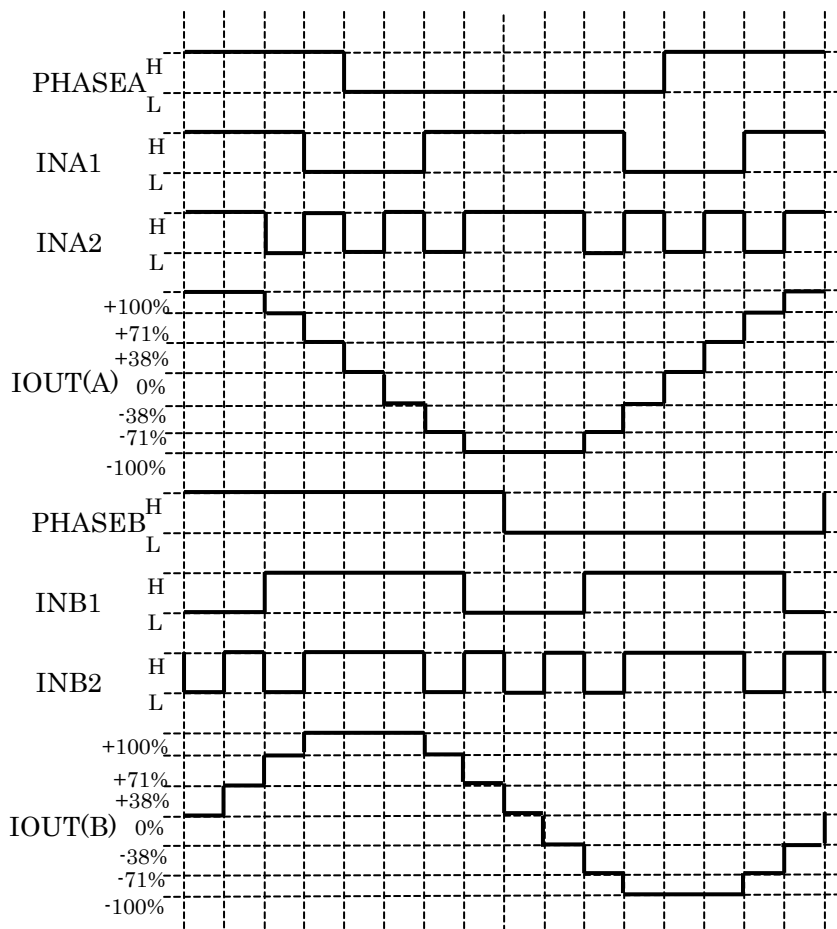 PHASEA H
L
INA1 H
L
INA2 H
L
+100%
+71%
+38%
IOUT(A) 0%
-38%
-71%
-100%
PHASEB H
L
INB1 H
L
INB2 H
L
+100%
+71%
+38%
IOUT(B) 0%
-38%
-71%
-100%